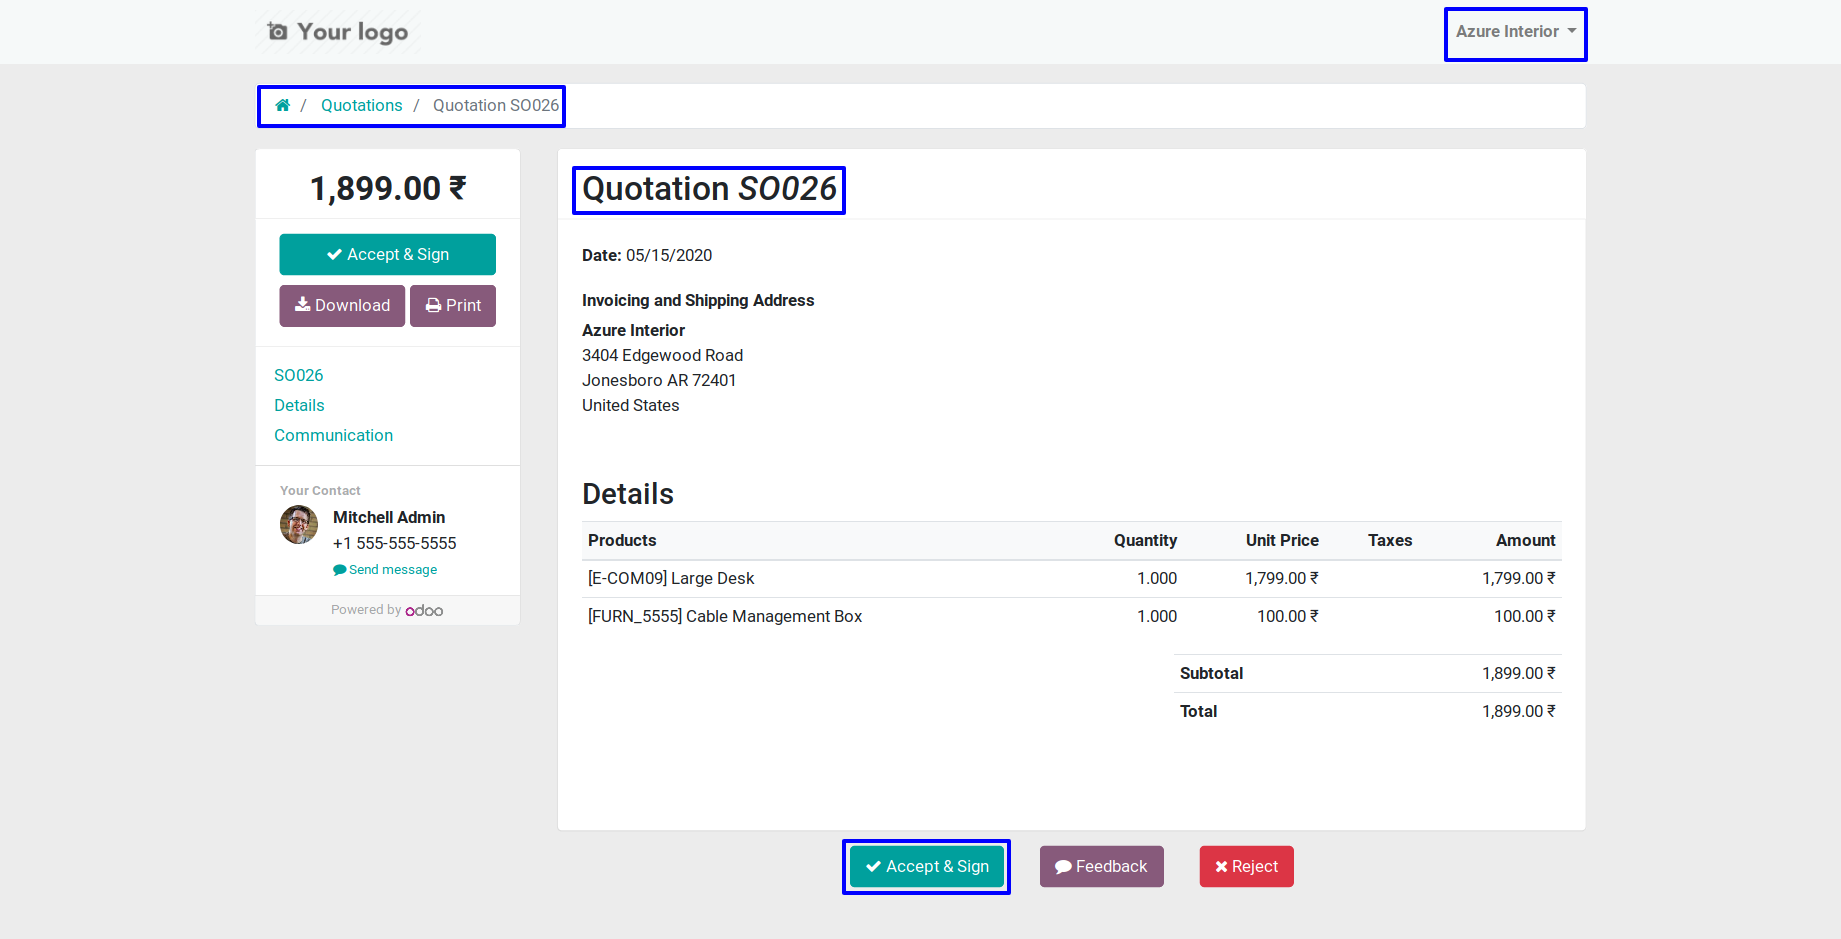 Your logo
Azure Interior
/ Quotations / Quotation SO026
1,899.00 ₹
Accept & Sign
Download Print
SO026
Details
Communication
Your Contact
Mitchell Admin
+1 555-555-5555
Send message
Powered by odoo
Quotation SO026
Date: 05/15/2020
Invoicing and Shipping Address
Azure Interior
3404 Edgewood Road
Jonesboro AR 72401
United States
Details
Products Quantity Unit Price Taxes Amount
[E-COM09] Large Desk 1.000 1,799.00 ₹ 1,799.00 ₹
[FURN_5555] Cable Management Box 1.000 100.00 ₹ 100.00 ₹
Subtotal 1,899.00 ₹
Total 1,899.00 ₹
Accept & Sign Feedback Reject